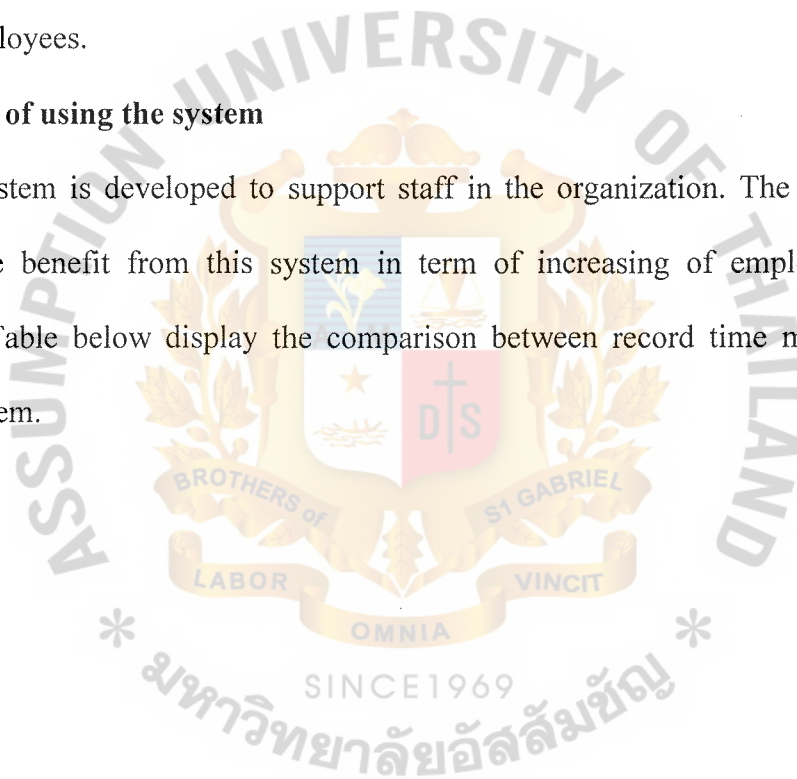 loyees.
of using the system
stem is developed to support staff in the organization. The
e benefit from this system in term of increasing of empl
Table below display the comparison between record time m
em.
ASSUMPTION UNIVERSITY OF THAILAND
D S
BROTHERS of S1 GABRIEL
LABOR VINCIT
OMNIA
SINCE1969
* มหาวิทยาลัยอัสสัมชัญ *